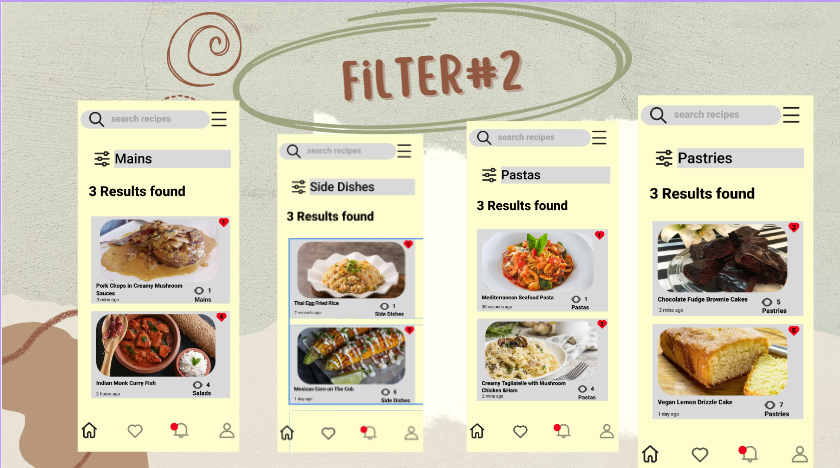 FiLTER#2
search recipes
Mains
3 Results found
Pork Chops in Creamy Mushroom
Sauces
3 mins ago
1
Mains
Indian Monk Curry Fish
2 hours ago
4
Salads
search recipes
Side Dishes
3 Results found
Thai Egg Fried Rice
7 seconds ago
1
Side Dishes
Mexican Corn on The Cob
1 day ago
6
Side Dishes
search recipes
Pastas
3 Results found
Mediterranean Seafood Pasta
30 seconds ago
1
Pastas
Creamy Tagliatelle with Mushroom
Chicken &Ham
2 mins ago
4
Pastas
search recipes
Pastries
3 Results found
Chocolate Fudge Brownie Cakes
2 mins ago
5
Pastries
Vegan Lemon Drizzle Cake
1 day ago
7
Pastries